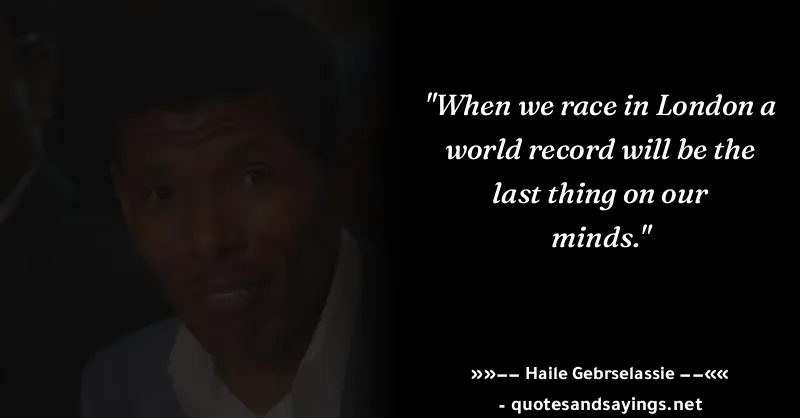 "When we race in London a
world record will be the
last thing on our
minds."
»»—— Haile Gebrselassie ——««
- quotesandsayings.net